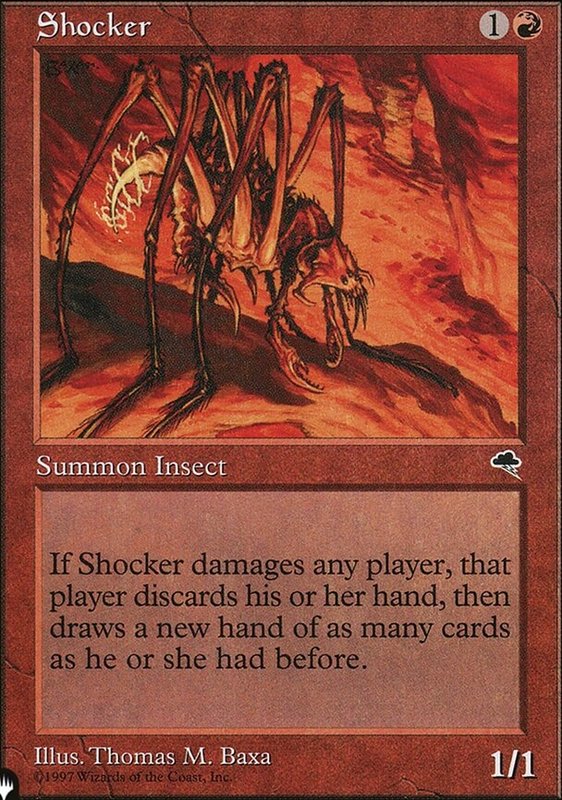 Shocker
1
Summon Insect
If Shocker damages any player, that
player discards his or her hand, then
draws a new hand of as many cards
as he or she had before.
Illus. Thomas M. Baxa
1/1
©1997 Wizards of the Coast, Inc.